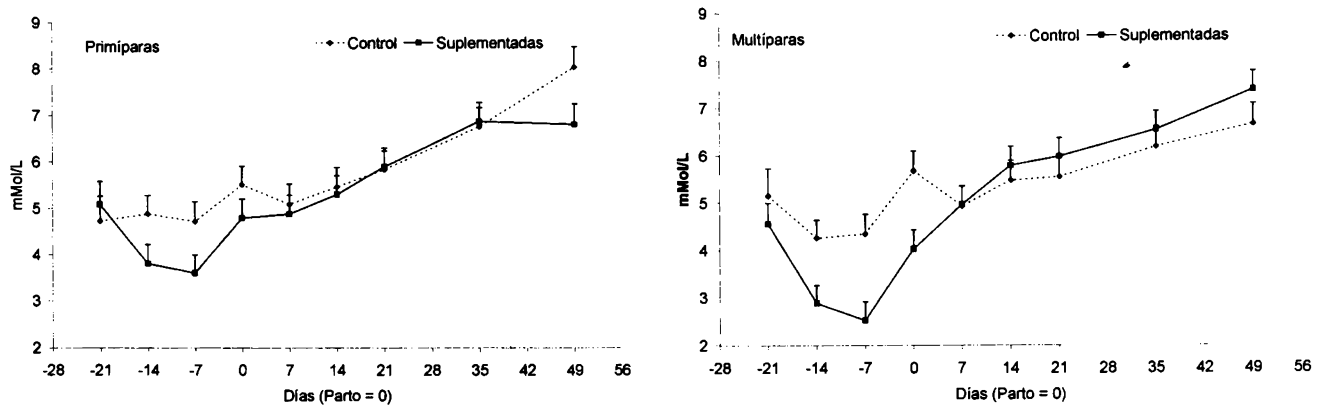 Primíparas
Control
Suplementadas
mMol/L
9
8
7
6
5
4
3
2
-28 -21 -14 -7 0 7 14 21 28 35 42 49 56
Días (Parto = 0)
Multíparas
Control
Suplementadas
mMol/L
9
8
7
6
5
4
3
2
-28 -21 -14 -7 0 7 14 21 28 35 42 49 56
Días (Parto = 0)